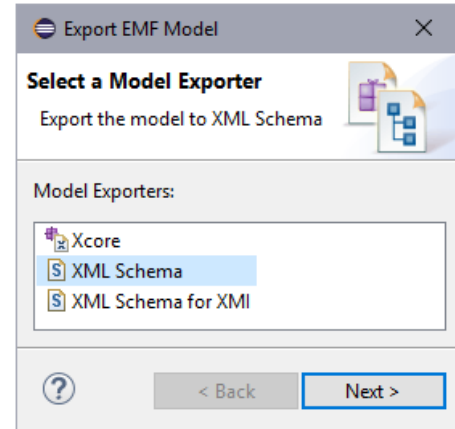 Export EMF Model
Select a Model Exporter
Export the model to XML Schema
Model Exporters:
Xcore
XML Schema
XML Schema for XMI
< Back
Next >